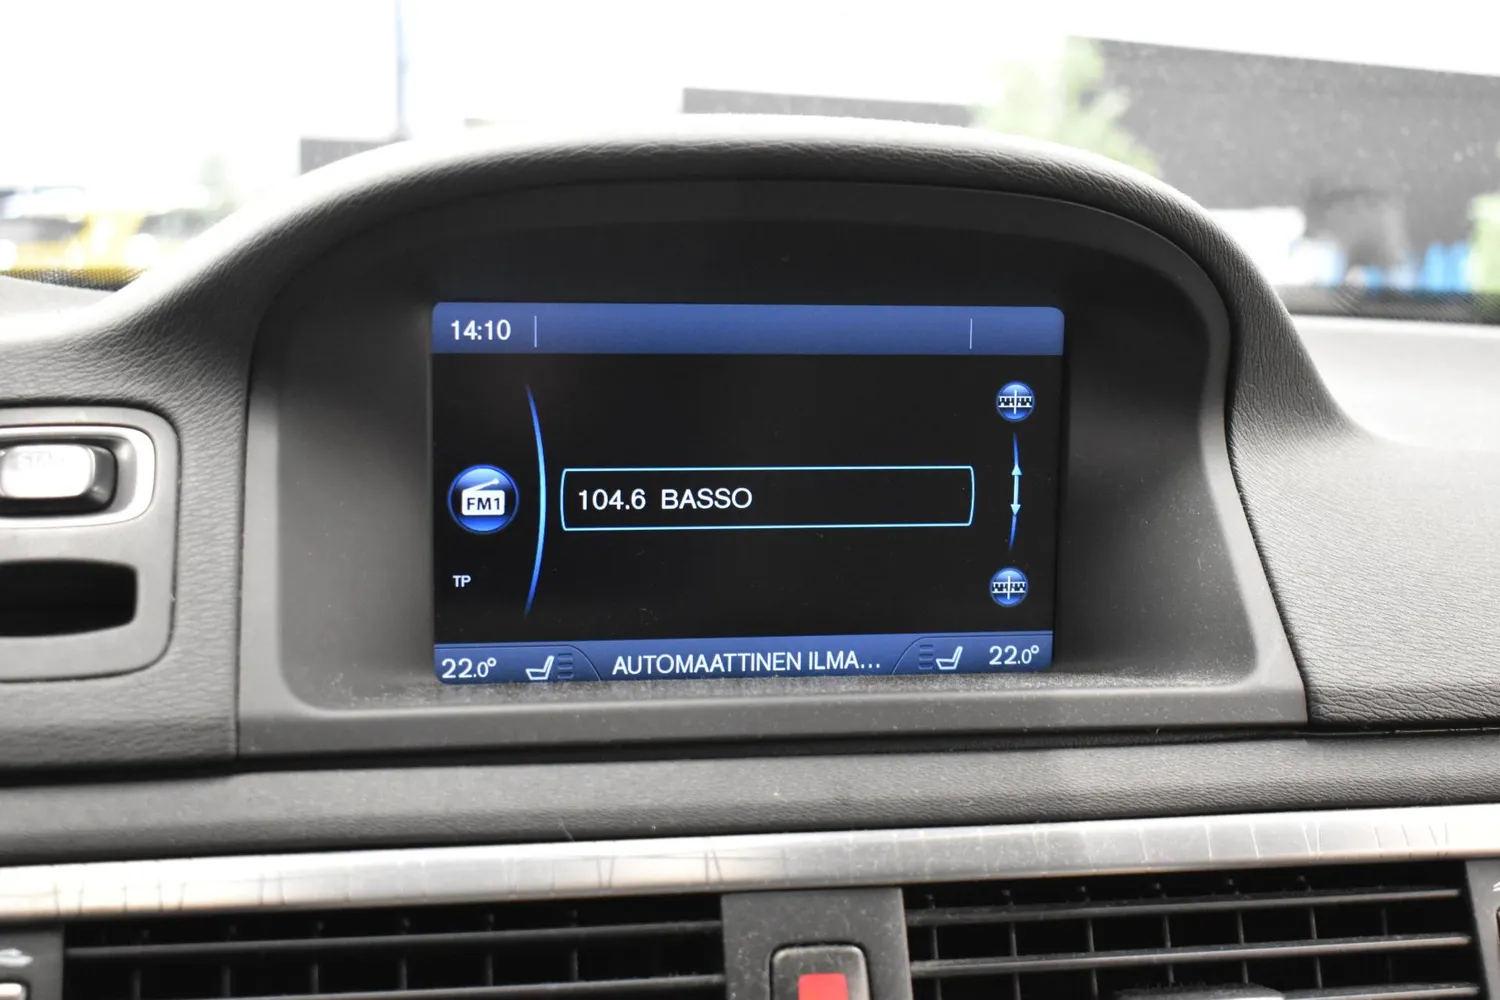 14:10
FM1
104.6 BASSO
TP
22.0° AUTOMAATTINEN ILMA... 22.0°